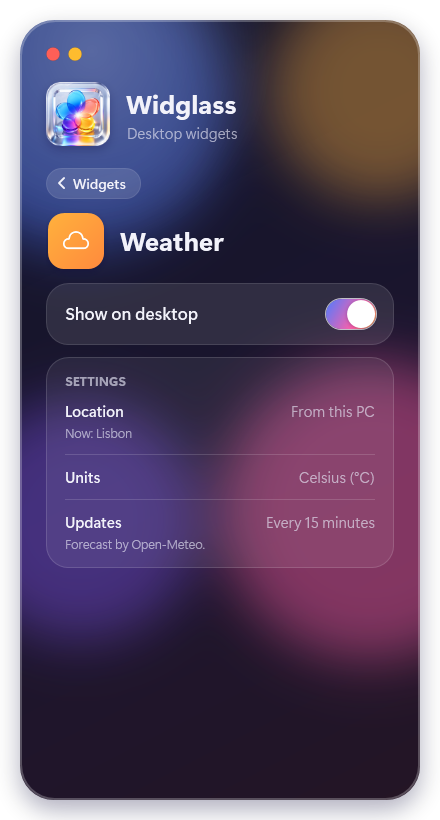 Widglass
Desktop widgets
Widgets
Weather
Show on desktop
SETTINGS
Location From this PC
Now: Lisbon
Units Celsius (°C)
Updates Every 15 minutes
Forecast by Open-Meteo.